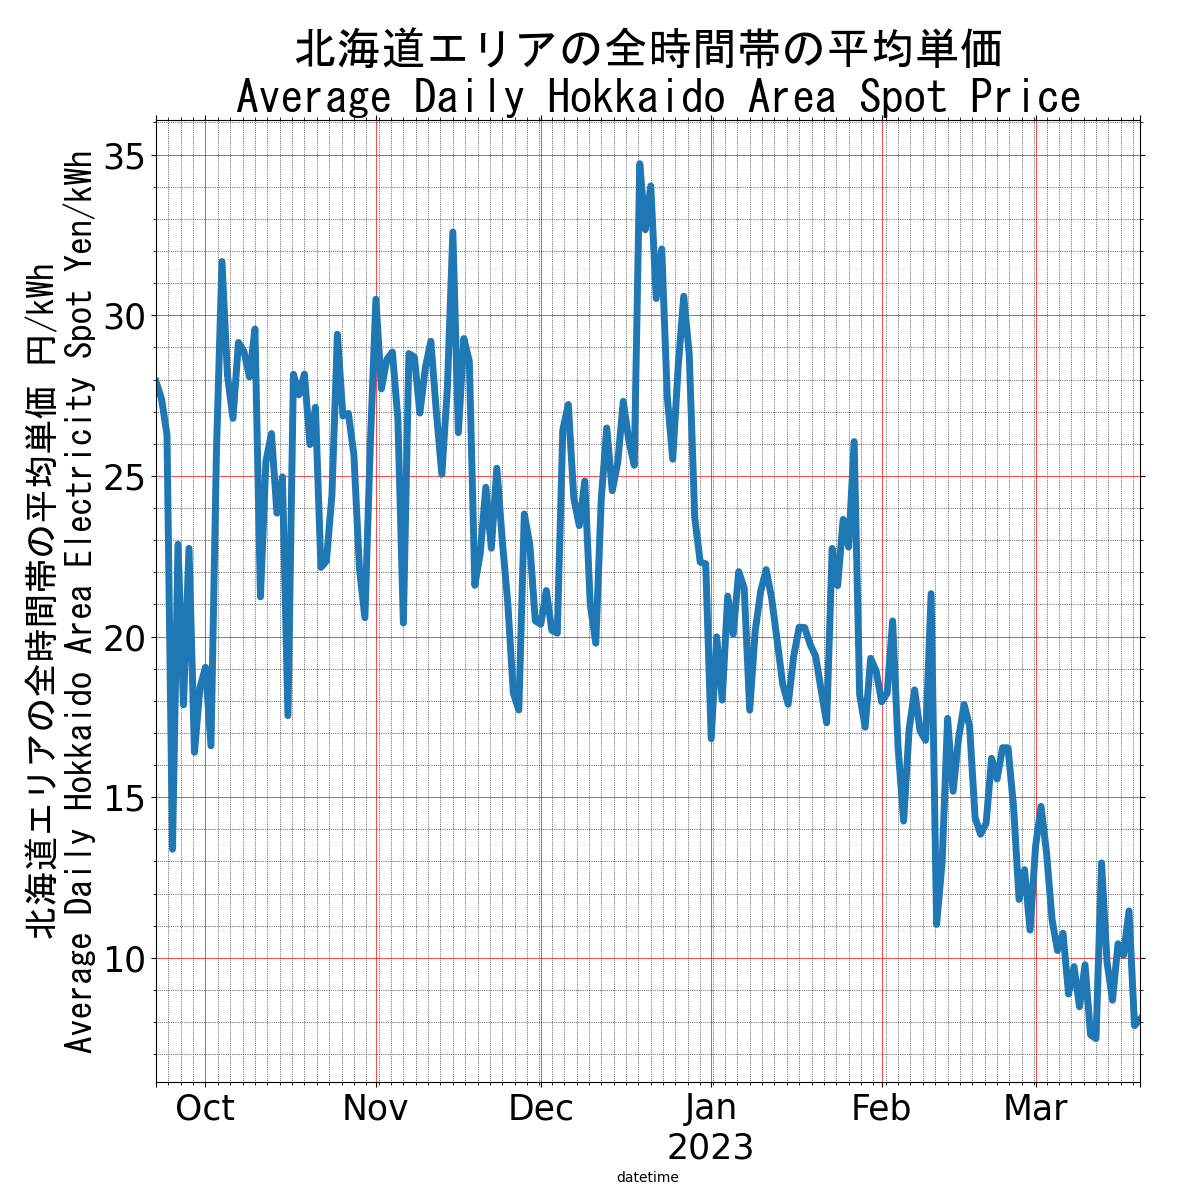 北海道エリアの全時間帯の平均単価
Average Daily Hokkaido Area Spot Price
北海道エリアの全時間帯の平均単価 円/kWh
Average Daily Hokkaido Area Electricity Spot Yen/kWh
35
30
25
20
15
10
Oct Nov Dec Jan Feb Mar
2023
datetime